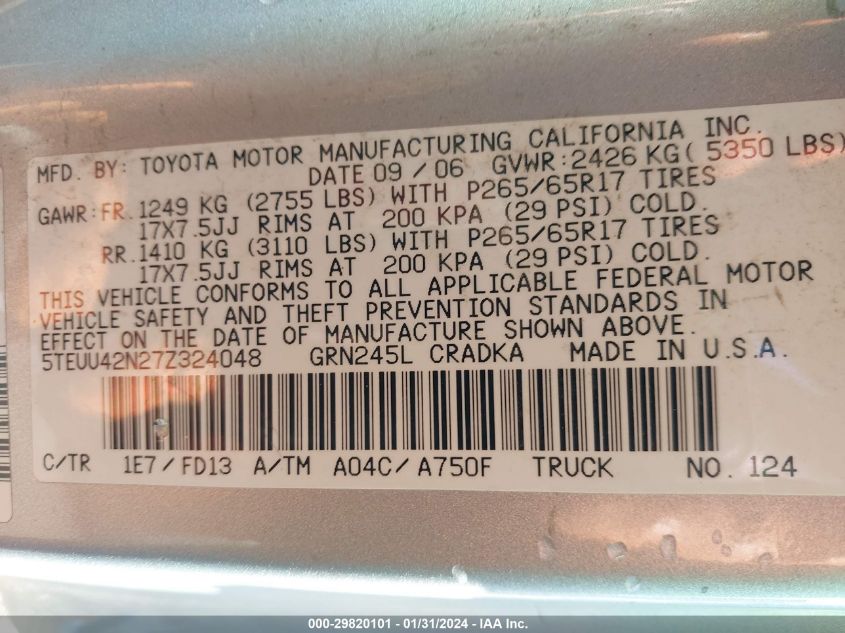 MFD. BY: TOYOTA MOTOR MANUFACTURING CALIFORNIA INC.
DATE 09 / 06 GVWR:2426 KG( 5350 LBS)
GAWR:FR. 1249 KG (2755 LBS) WITH P265/65R17 TIRES
17X7.5JJ RIMS AT 200 KPA (29 PSI) COLD.
RR. 1410 KG (3110 LBS) WITH P265/65R17 TIRES
17X7.5JJ RIMS AT 200 KPA (29 PSI) COLD.
THIS VEHICLE CONFORMS TO ALL APPLICABLE FEDERAL MOTOR
VEHICLE SAFETY AND THEFT PREVENTION STANDARDS IN
EFFECT ON THE DATE OF MANUFACTURE SHOWN ABOVE.
5TEUU42N27Z324048 GRN245L CRADKA MADE IN U.S.A.
C/TR 1E7/FD13 A/TM A04C/A750F TRUCK NO. 124
000-29820101 - 01/31/2024 - IAA Inc.